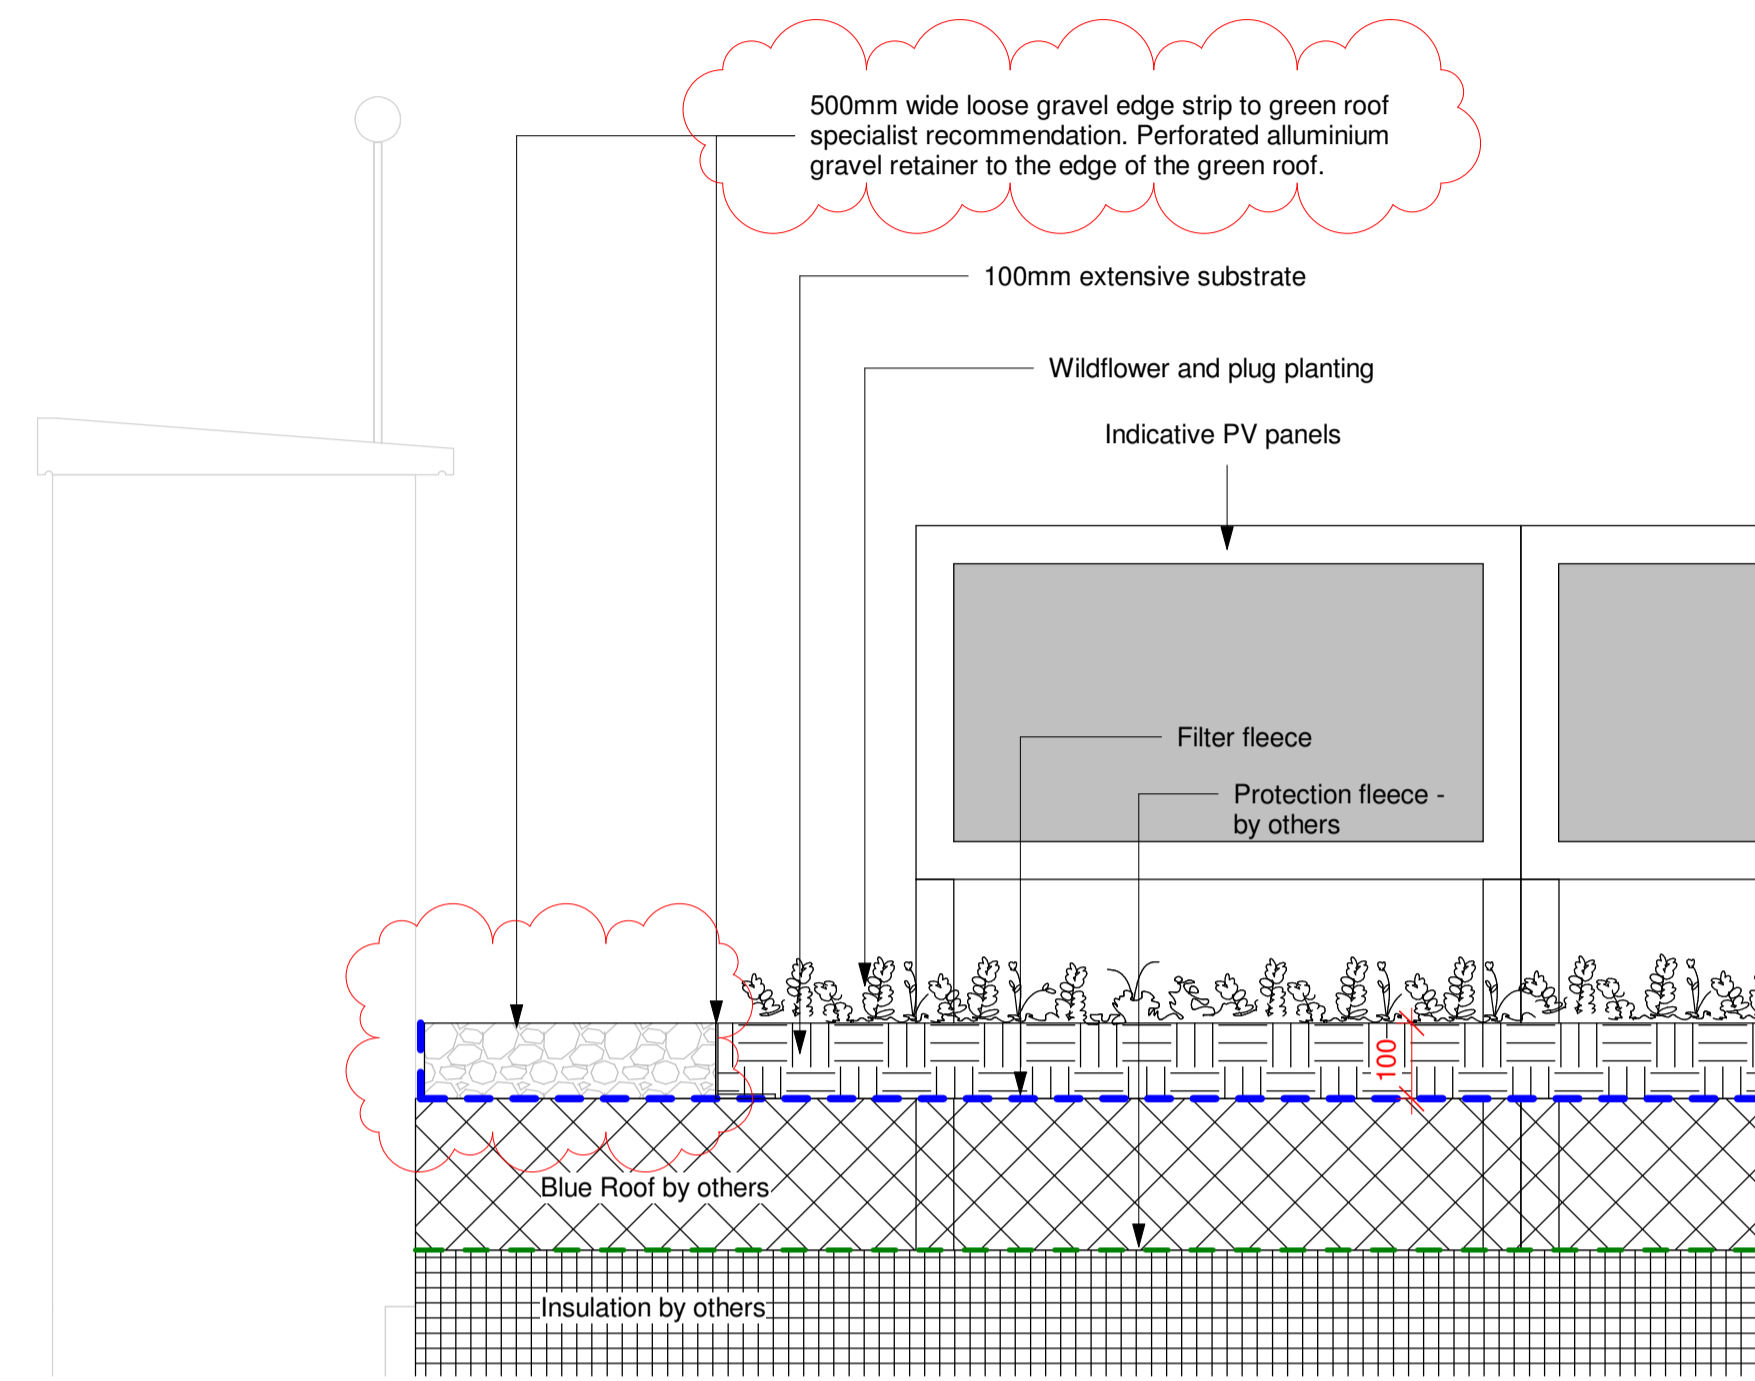 500mm wide loose gravel edge strip to green roof
specialist recommendation. Perforated alluminium
gravel retainer to the edge of the green roof.
100mm extensive substrate
Wildflower and plug planting
Indicative PV panels
Filter fleece
Protection fleece -
by others
100
Blue Roof by others
Insulation by others